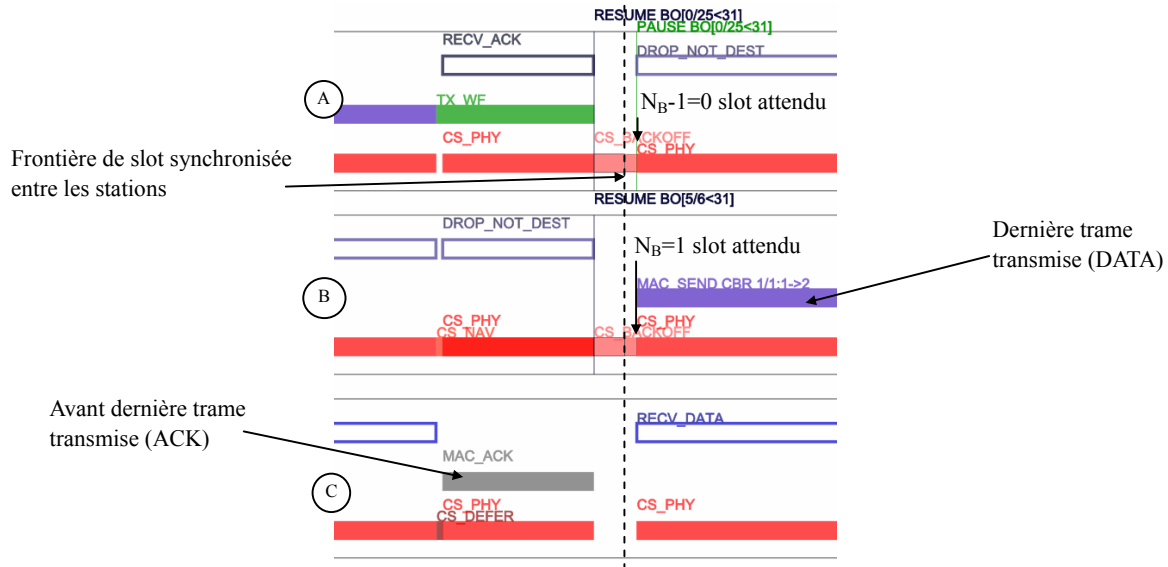 RESUME BO[0/25<31]
PAUSE BO[0/25<31]
RECV_ACK
DROP_NOT_DEST
A
TX_WF
N_B-1=0 slot attendu
CS_PHY
CS_BACKOFF
CS_PHY
Frontière de slot synchronisée
entre les stations
RESUME BO[5/6<31]
DROP_NOT_DEST
N_B=1 slot attendu
Dernière trame
transmise (DATA)
B
MAC_SEND CBR 1/1:1->2
CS_PHY
CS_NAV
CS_BACKOFF
CS_PHY
Avant dernière trame
transmise (ACK)
RECV_DATA
MAC_ACK
C
CS_PHY
CS_DEFER
CS_PHY